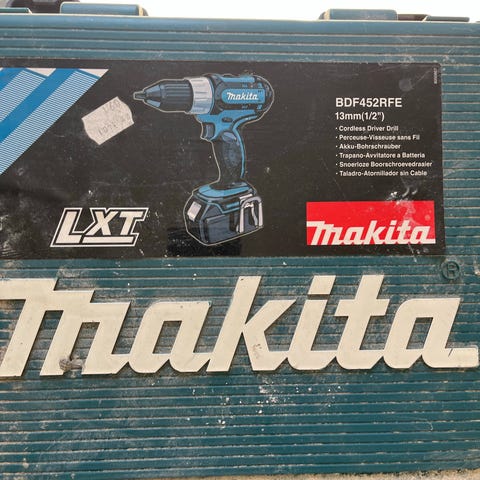 makita
BDF452RFE
13mm(1/2")
• Cordless Driver Drill
• Perceuse-Visseuse sans Fil
• Akku-Bohrschrauber
• Trapano-Avvitatore a Batteria
• Snoerloze Boorschroevedraaier
• Taladro-Atornillador sin Cable
LXT
makita
makita®